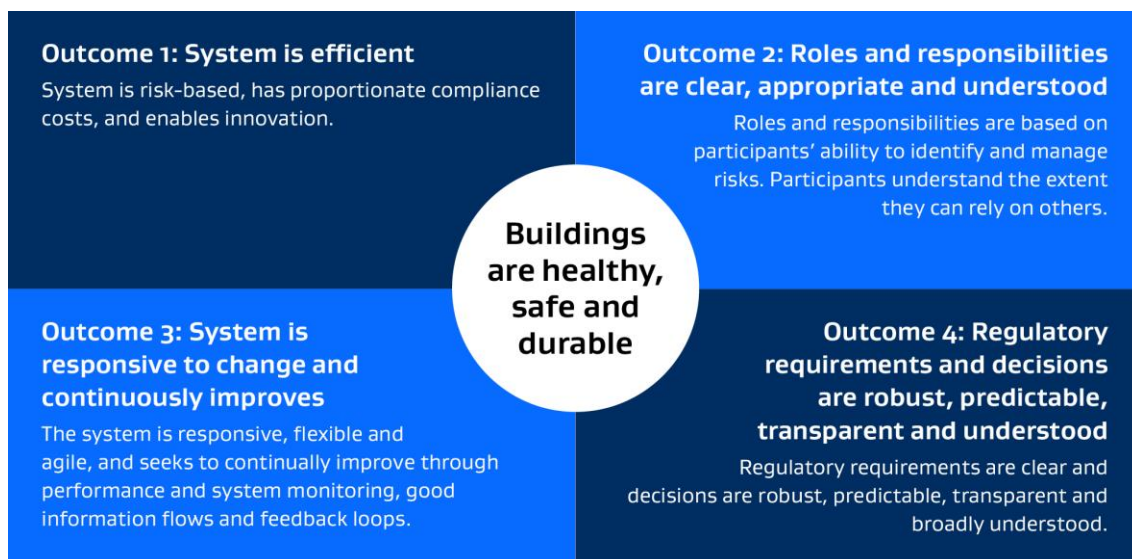 Outcome 1: System is efficient
System is risk-based, has proportionate compliance
costs, and enables innovation.
Outcome 2: Roles and responsibilities
are clear, appropriate and understood
Roles and responsibilities are based on
participants’ ability to identify and manage
risks. Participants understand the extent
they can rely on others.
Buildings
are healthy,
safe and
durable
Outcome 3: System is
responsive to change and
continuously improves
The system is responsive, flexible and
agile, and seeks to continually improve through
performance and system monitoring, good
information flows and feedback loops.
Outcome 4: Regulatory
requirements and decisions
are robust, predictable,
transparent and understood
Regulatory requirements are clear and
decisions are robust, predictable, transparent and
broadly understood.